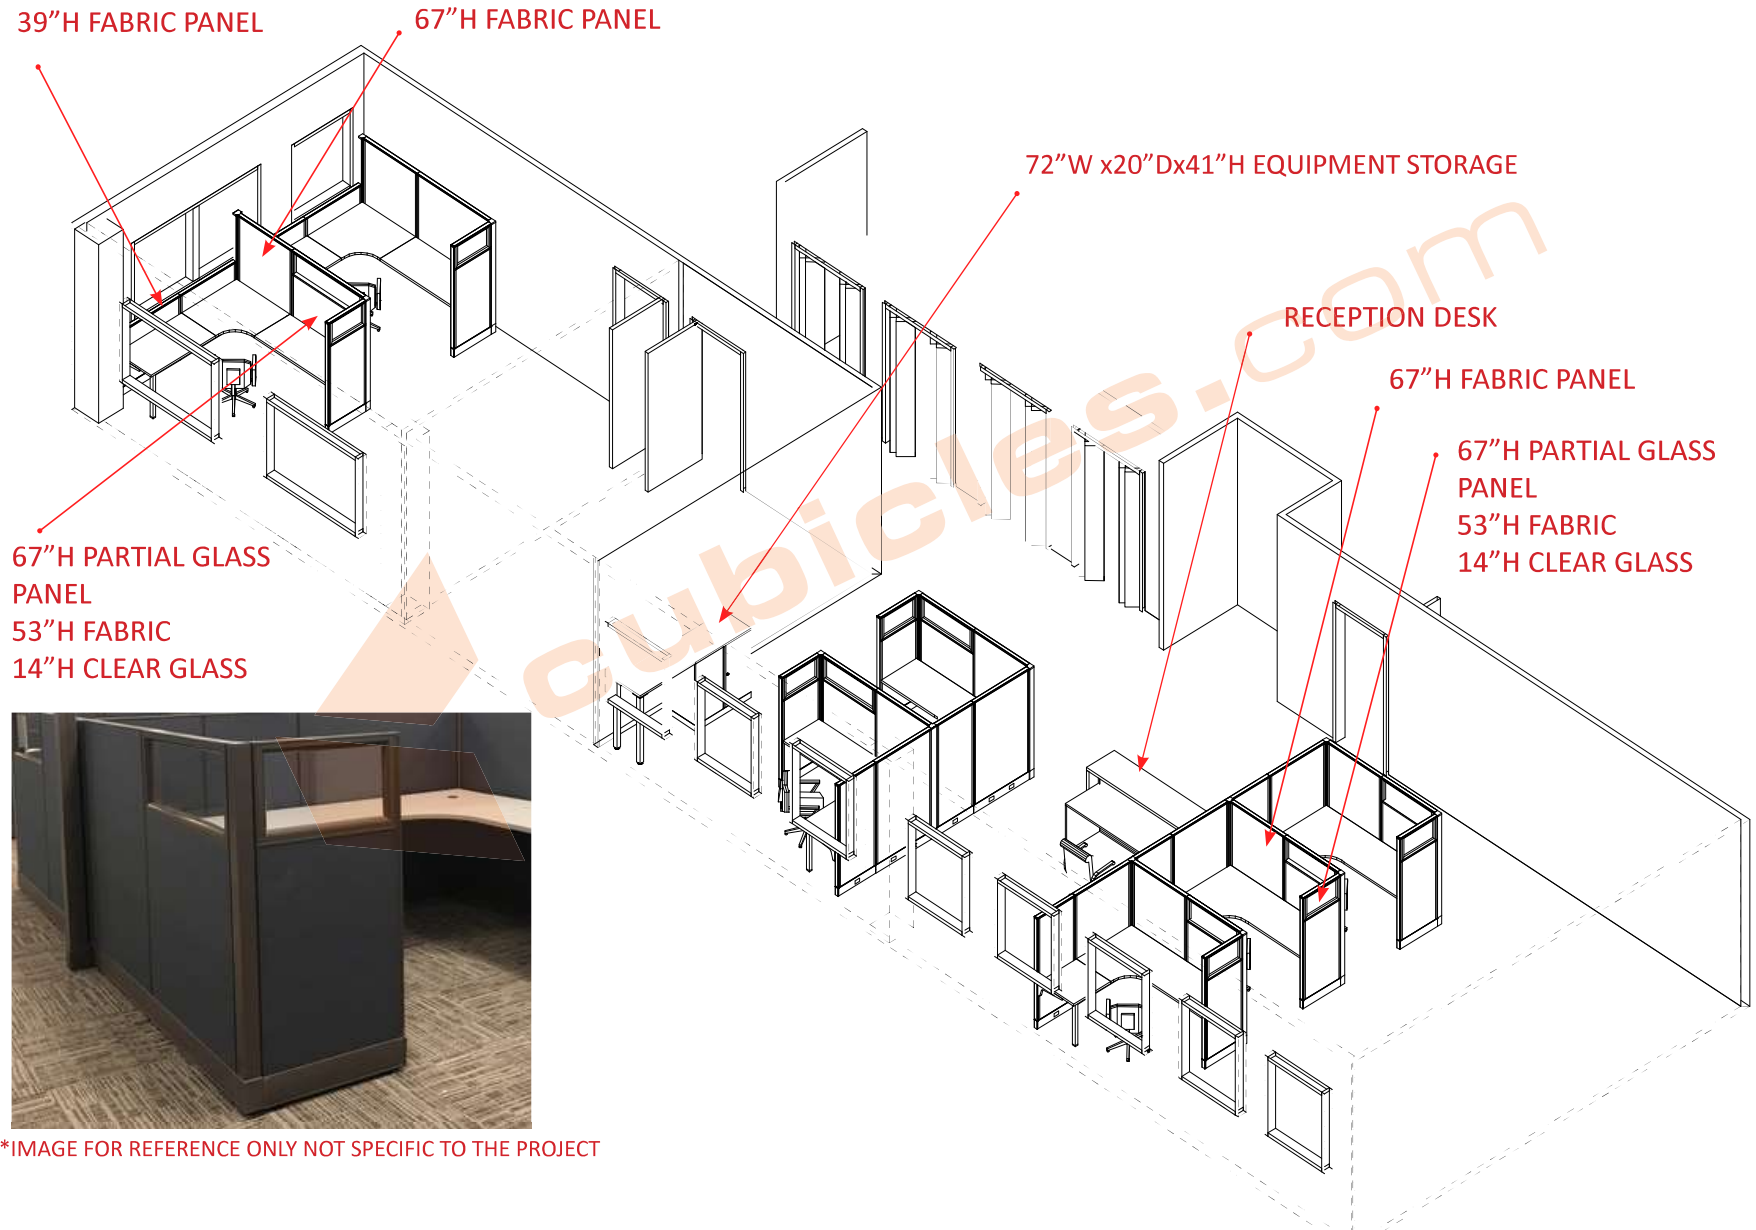 39”H FABRIC PANEL
67”H FABRIC PANEL
72”W x20”Dx41”H EQUIPMENT STORAGE
RECEPTION DESK
67”H FABRIC PANEL
67”H PARTIAL GLASS
PANEL
53”H FABRIC
14”H CLEAR GLASS
67”H PARTIAL GLASS
PANEL
53”H FABRIC
14”H CLEAR GLASS
cubicles.com
*IMAGE FOR REFERENCE ONLY NOT SPECIFIC TO THE PROJECT